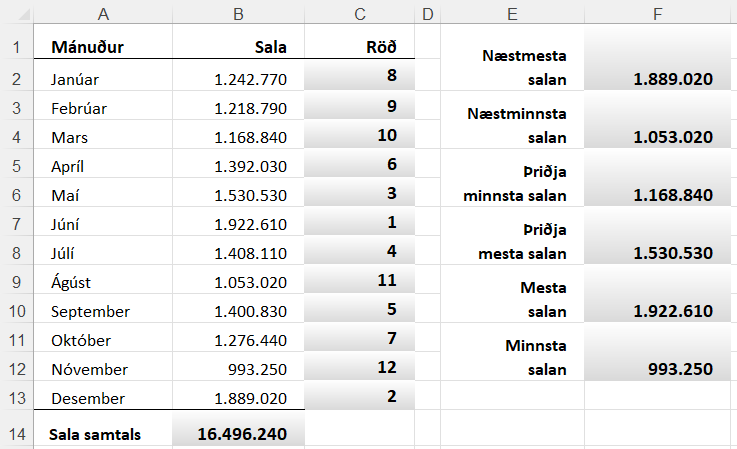 A B C D E F
1 Mánuður Sala Röð Næstmesta
2 Janúar 1.242.770 8 salan 1.889.020
3 Febrúar 1.218.790 9 Næstminnsta
4 Mars 1.168.840 10 salan 1.053.020
5 Apríl 1.392.030 6 Þriðja
6 Maí 1.530.530 3 minnsta salan 1.168.840
7 Júní 1.922.610 1 Þriðja
8 Júlí 1.408.110 4 mesta salan 1.530.530
9 Ágúst 1.053.020 11 Mesta
10 September 1.400.830 5 salan 1.922.610
11 Október 1.276.440 7 Minnsta
12 Nóvember 993.250 12 salan 993.250
13 Desember 1.889.020 2
14 Sala samtals 16.496.240